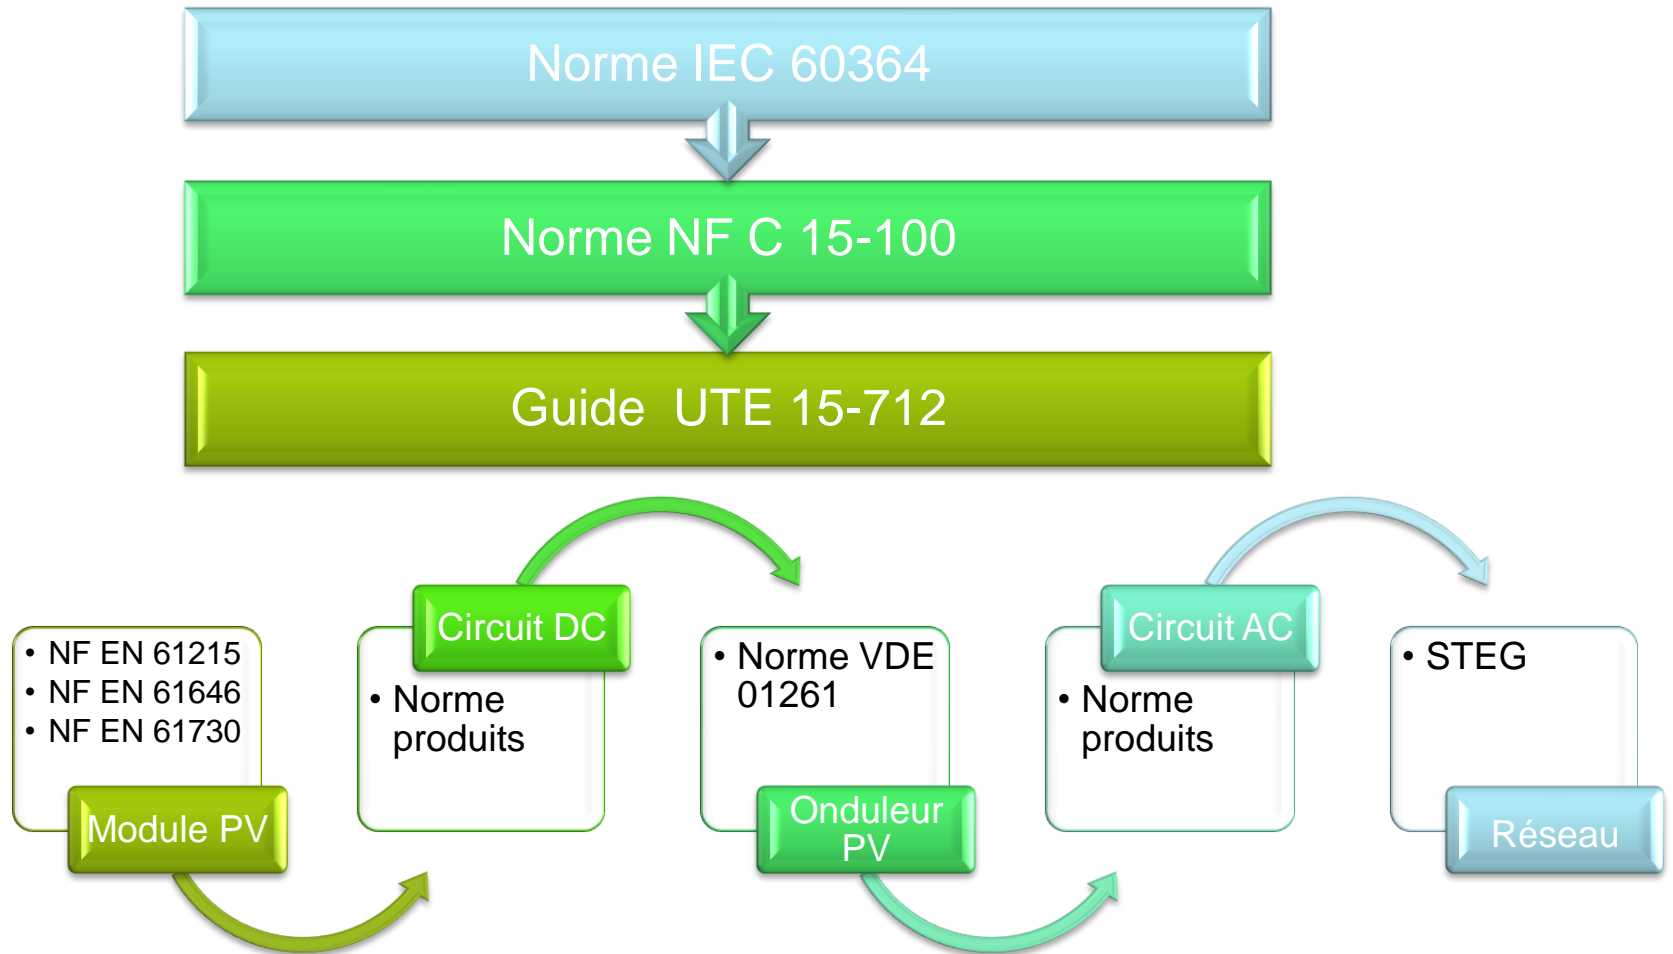 Norme IEC 60364
Norme NF C 15-100
Guide UTE 15-712
• NF EN 61215
• NF EN 61646
• NF EN 61730
Module PV
Circuit DC
• Norme
produits
• Norme VDE
01261
Onduleur
PV
Circuit AC
• Norme
produits
• STEG
Réseau